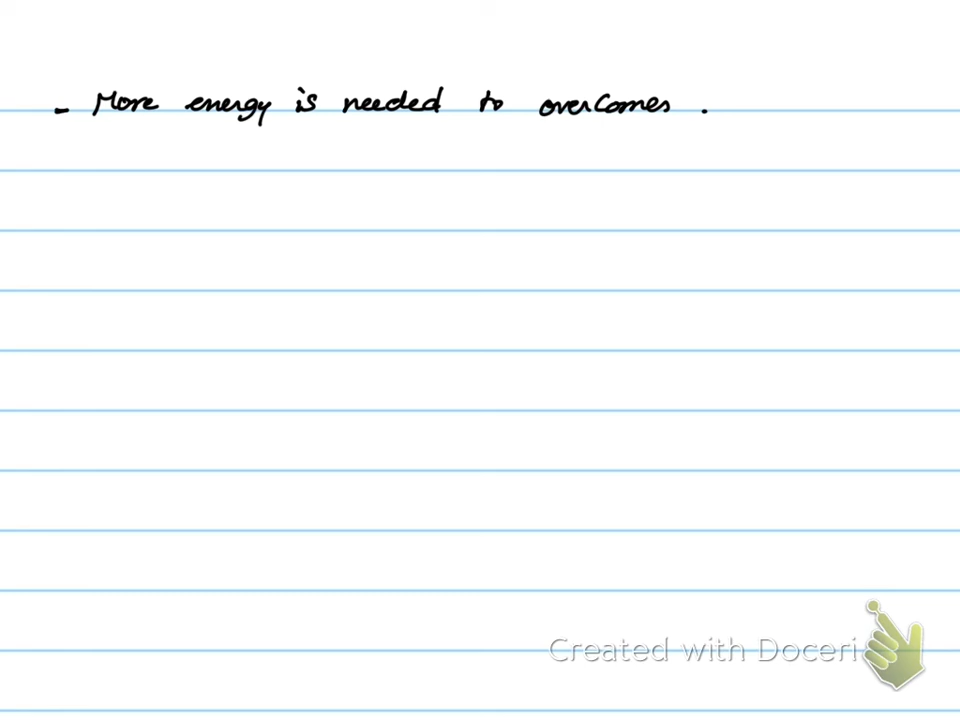 - More energy is needed to overcomes .
Created with Doceri